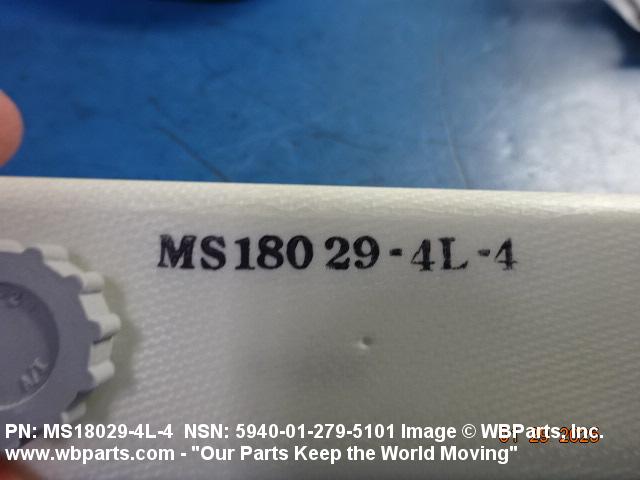 MS18029-4L-4
PN: MS18029-4L-4 NSN: 5940-01-279-5101 Image © WBParts, Inc.
www.wbparts.com - "Our Parts Keep the World Moving"